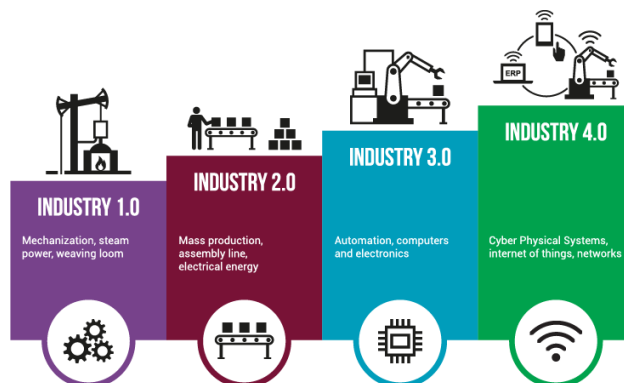 ERP
INDUSTRY 1.0
Mechanization, steam
power, weaving loom
INDUSTRY 2.0
Mass production,
assembly line,
electrical energy
INDUSTRY 3.0
Automation, computers
and electronics
INDUSTRY 4.0
Cyber Physical Systems,
internet of things, networks